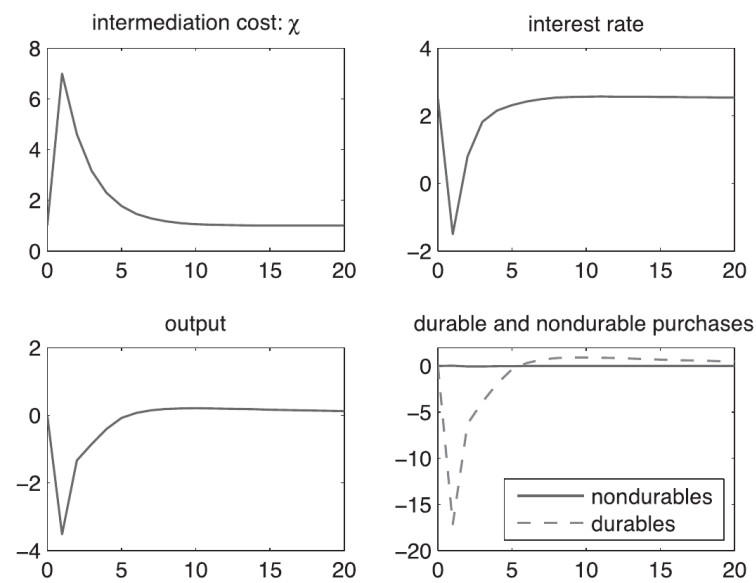 intermediation cost: χ
8
6
4
2
0
0 5 10 15 20
interest rate
4
2
0
−2
0 5 10 15 20
output
2
0
−2
−4
0 5 10 15 20
durable and nondurable purchases
0
−5
−10
−15
−20
nondurables
durables
0 5 10 15 20